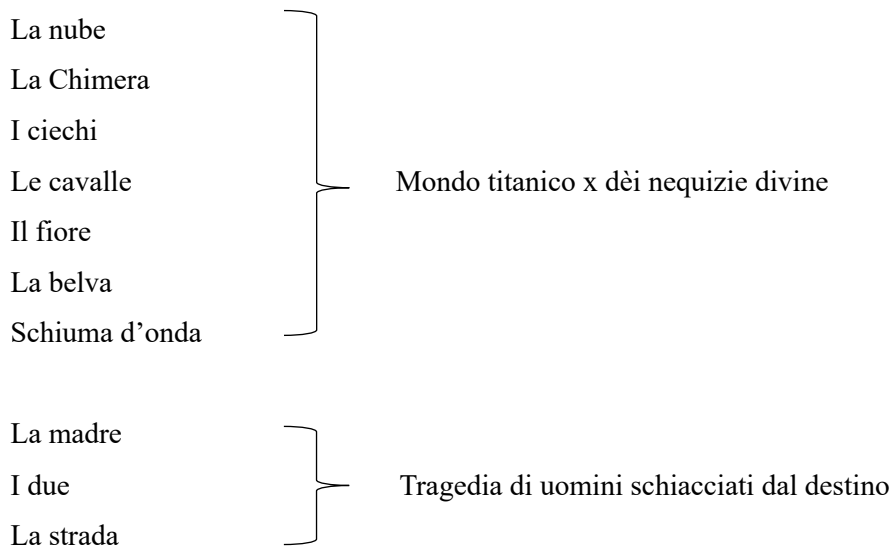 La nube
La Chimera
I ciechi
Le cavalle
Mondo titanico x dèi nequizie divine
Il fiore
La belva
Schiuma d'onda
La madre
I due
Tragedia di uomini schiacciati dal destino
La strada